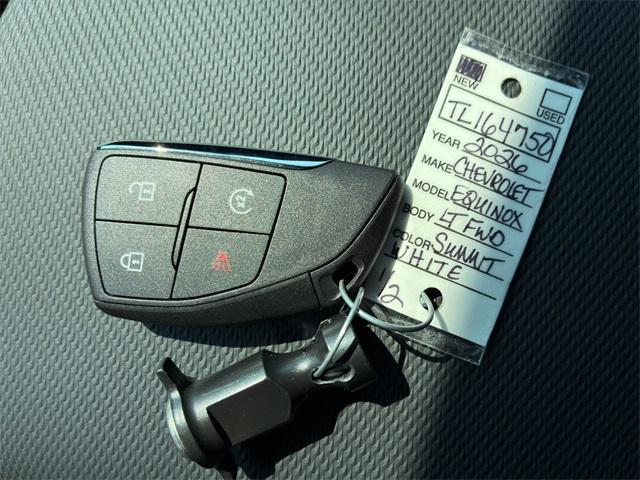 NEW
USED
TL164750
YEAR 2026
MAKE CHEVROLET
MODEL EQUINOX
BODY LT FWD
COLOR SUMMIT
WHITE
1/2